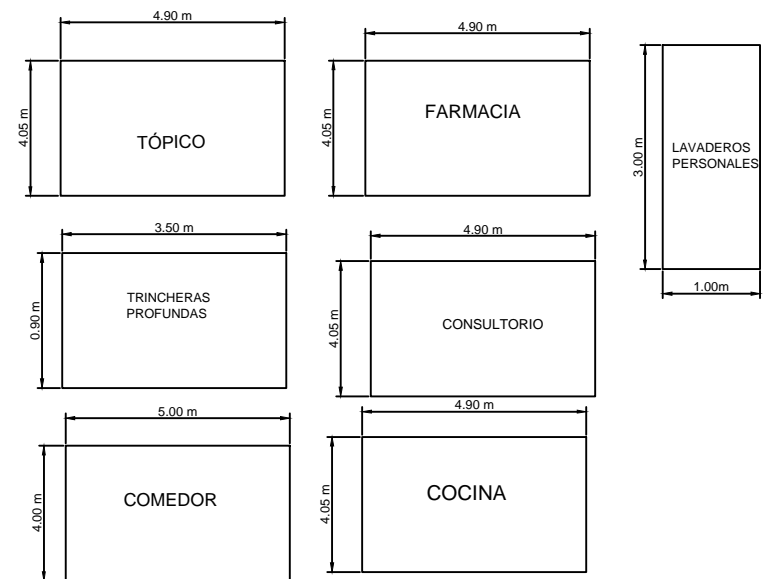 4.90 m
4.05 m
TÓPICO
4.90 m
4.05 m
FARMACIA
3.00 m
LAVADEROS
PERSONALES
1.00m
3.50 m
0.90 m
TRINCHERAS
PROFUNDAS
4.90 m
4.05 m
CONSULTORIO
5.00 m
4.00 m
COMEDOR
4.90 m
4.05 m
COCINA